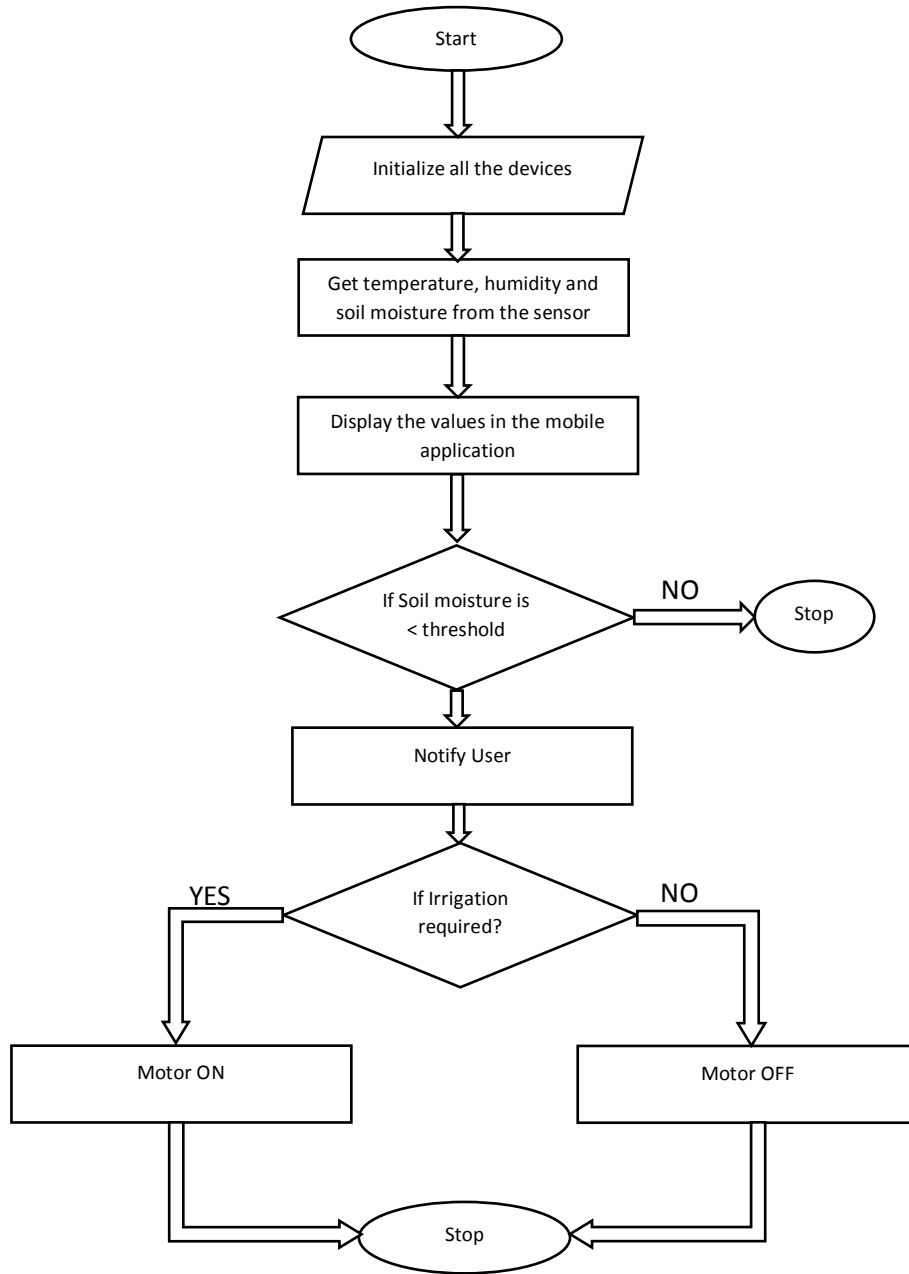 Start
Initialize all the devices
Get temperature, humidity and
soil moisture from the sensor
Display the values in the mobile
application
If Soil moisture is
< threshold
NO
Stop
Notify User
If Irrigation
required?
YES
NO
Motor ON
Motor OFF
Stop